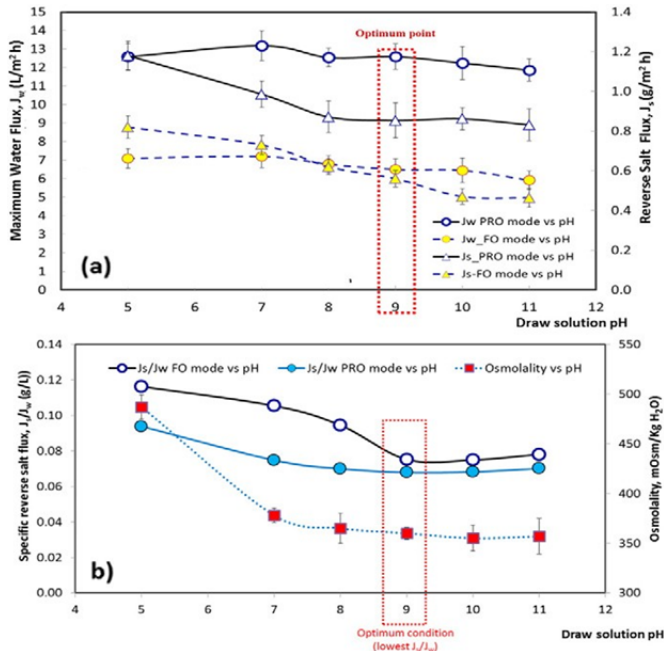 Optimum point
Maximum Water Flux, Jw (L/m² h)
15
14
13
12
11
10
9
8
7
6
5
4
3
2
1
0
1.4
1.2
1.0
0.8
0.6
0.4
0.2
0.0
Reverse Salt Flux, Js(g/m² h)
Jw PRO mode vs pH
Jw_FO mode vs pH
Js_PRO mode vs pH
Js-FO mode vs pH
(a)
4 5 6 7 8 9 10 11 12
Draw solution pH
Specific reverse salt flux, Js/Jw (g/L)
0.14
0.12
0.10
0.08
0.06
0.04
0.02
0.00
Js/Jw FO mode vs pH
Js/Jw PRO mode vs pH
Osmolality vs pH
550
500
450
400
350
300
Osmolality, mOsm/Kg H₂O
b)
4 5 6 7 8 9 10 11 12
Optimum condition
(lowest Js/Jw)
Draw solution pH